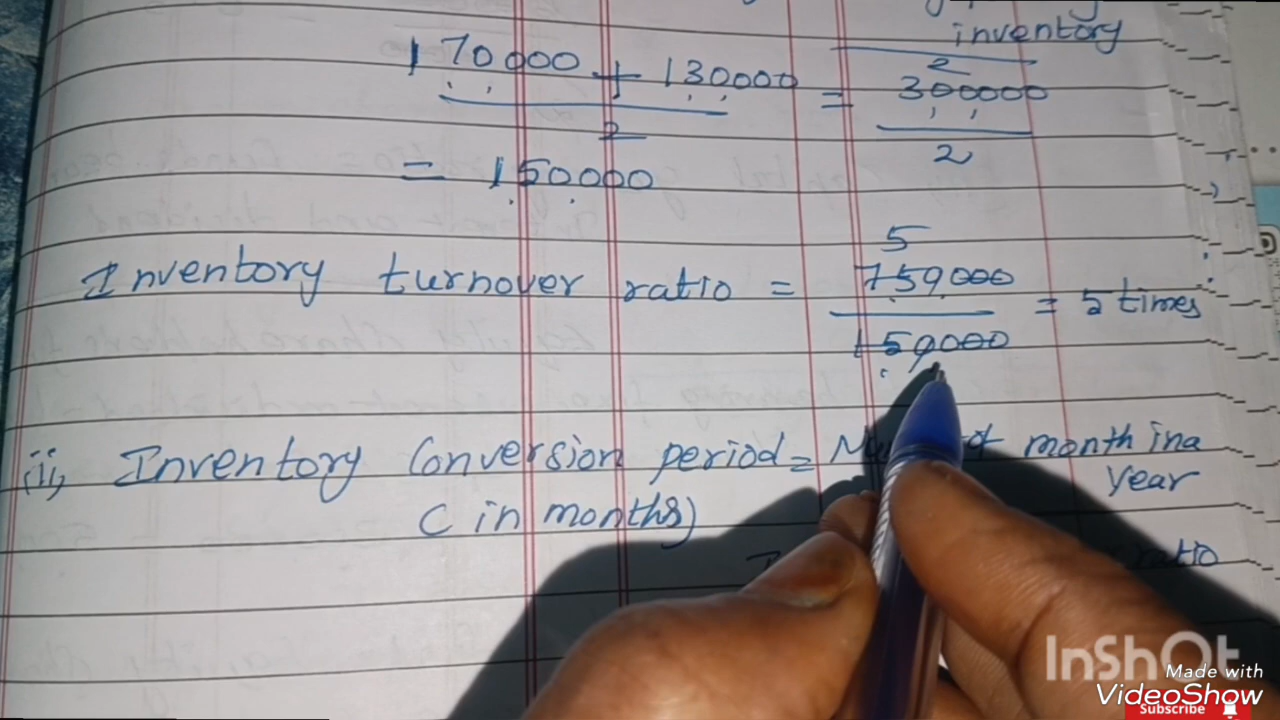 inventory
2
170000 + 130000 = 300000
2 2
= 150000
5
Inventory turnover ratio = 750000 = 5 times
150000
(ii) Inventory Conversion period = month in a
Year
(in months)
ratio
InShOt
Made with
VideoShow
Subscribe